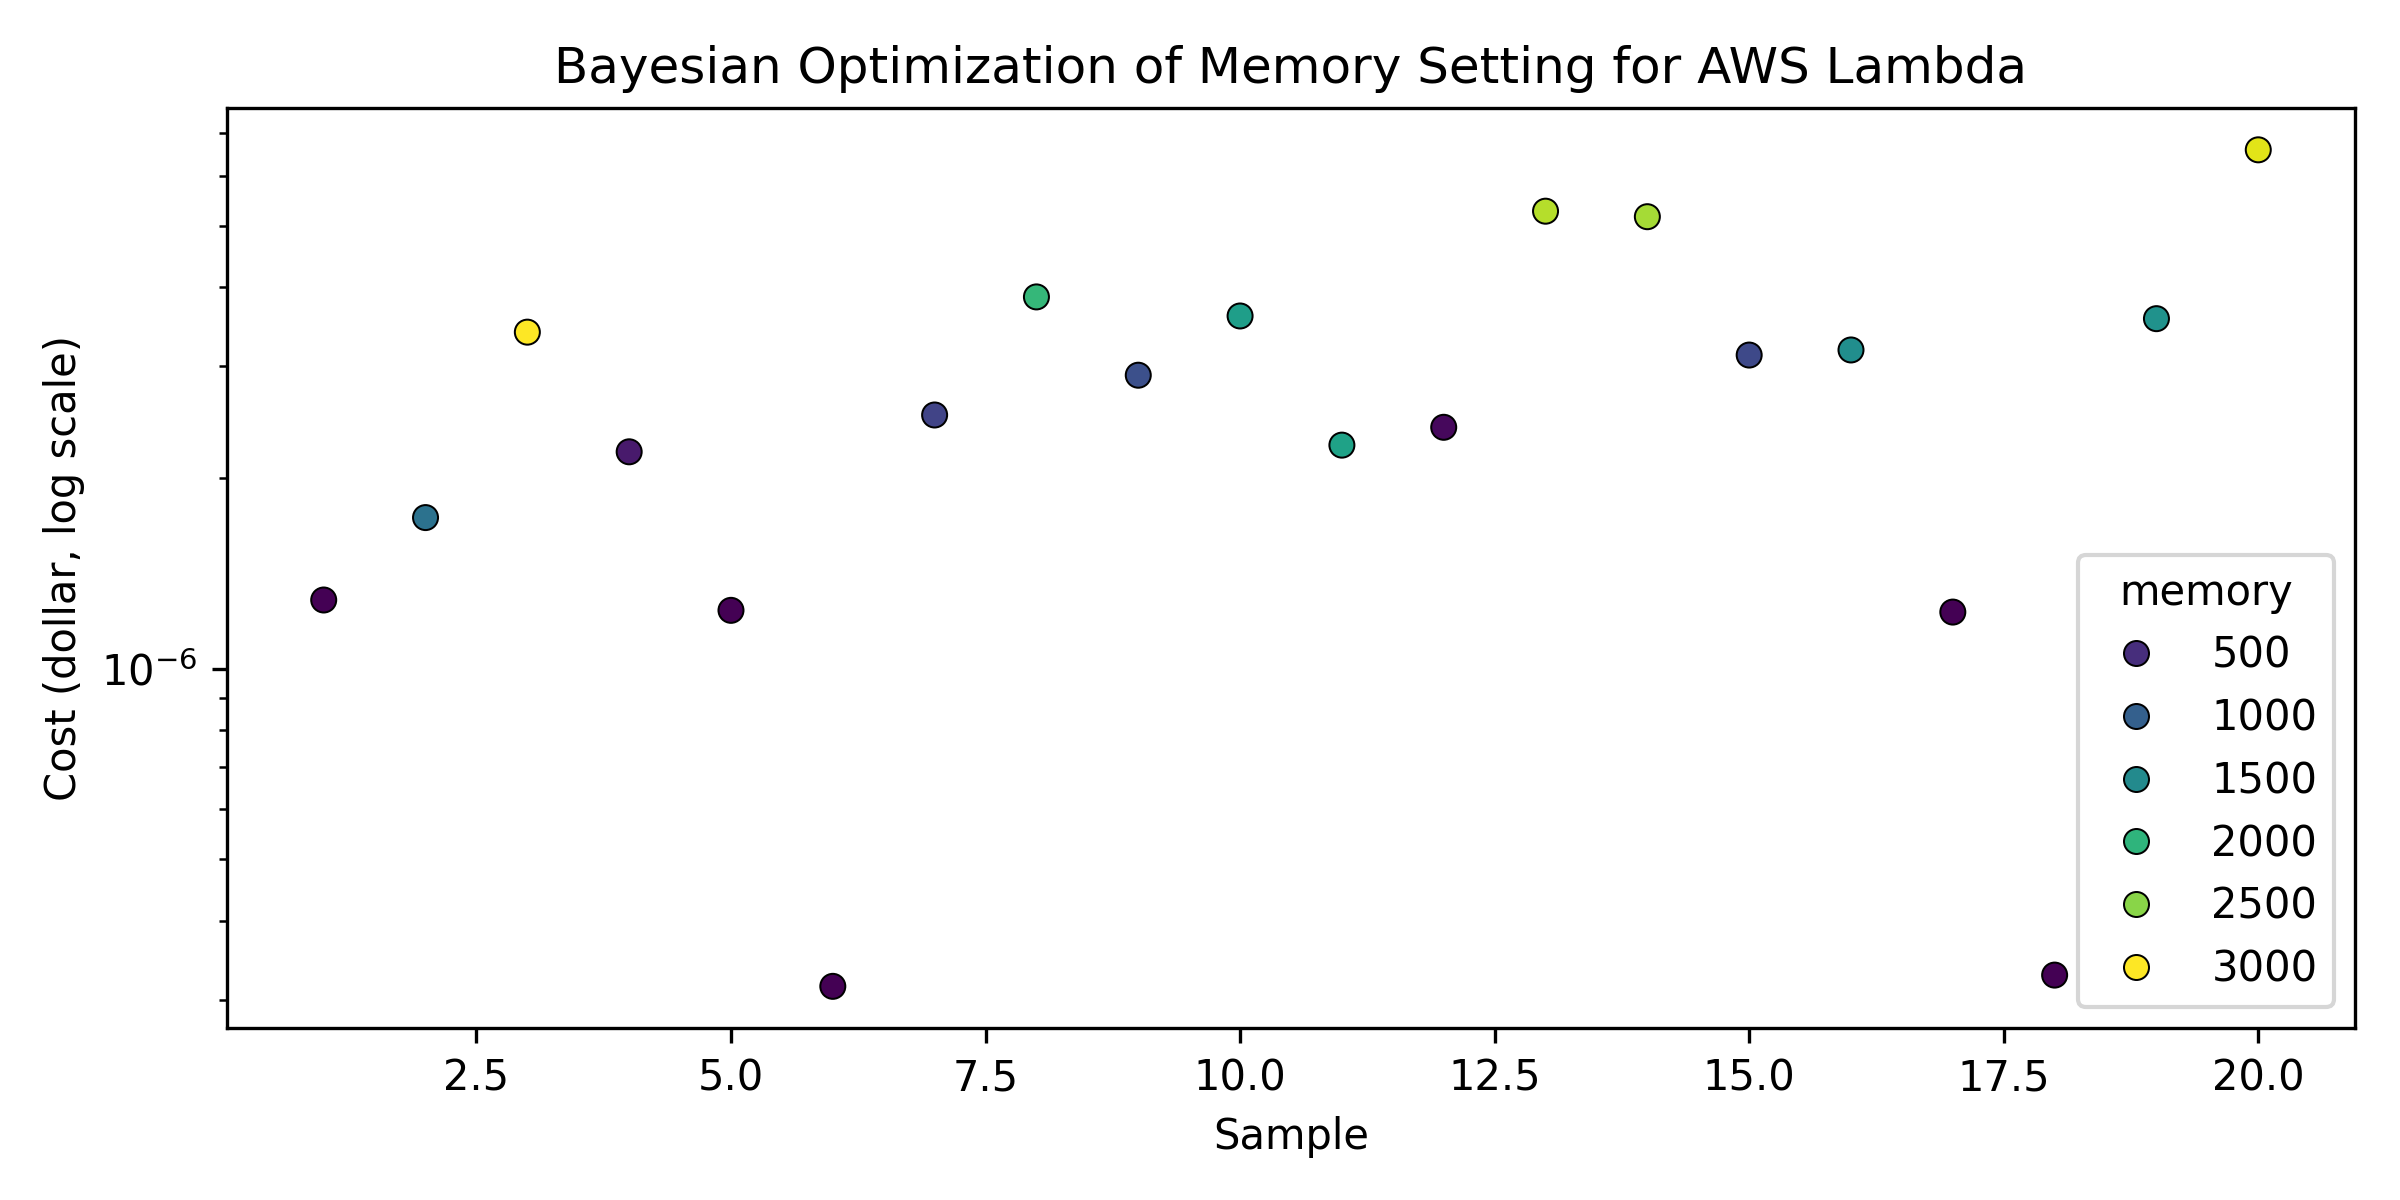 Bayesian Optimization of Memory Setting for AWS Lambda
Cost (dollar, log scale)
10⁻⁶
memory
500
1000
1500
2000
2500
3000
2.5 5.0 7.5 10.0 12.5 15.0 17.5 20.0
Sample